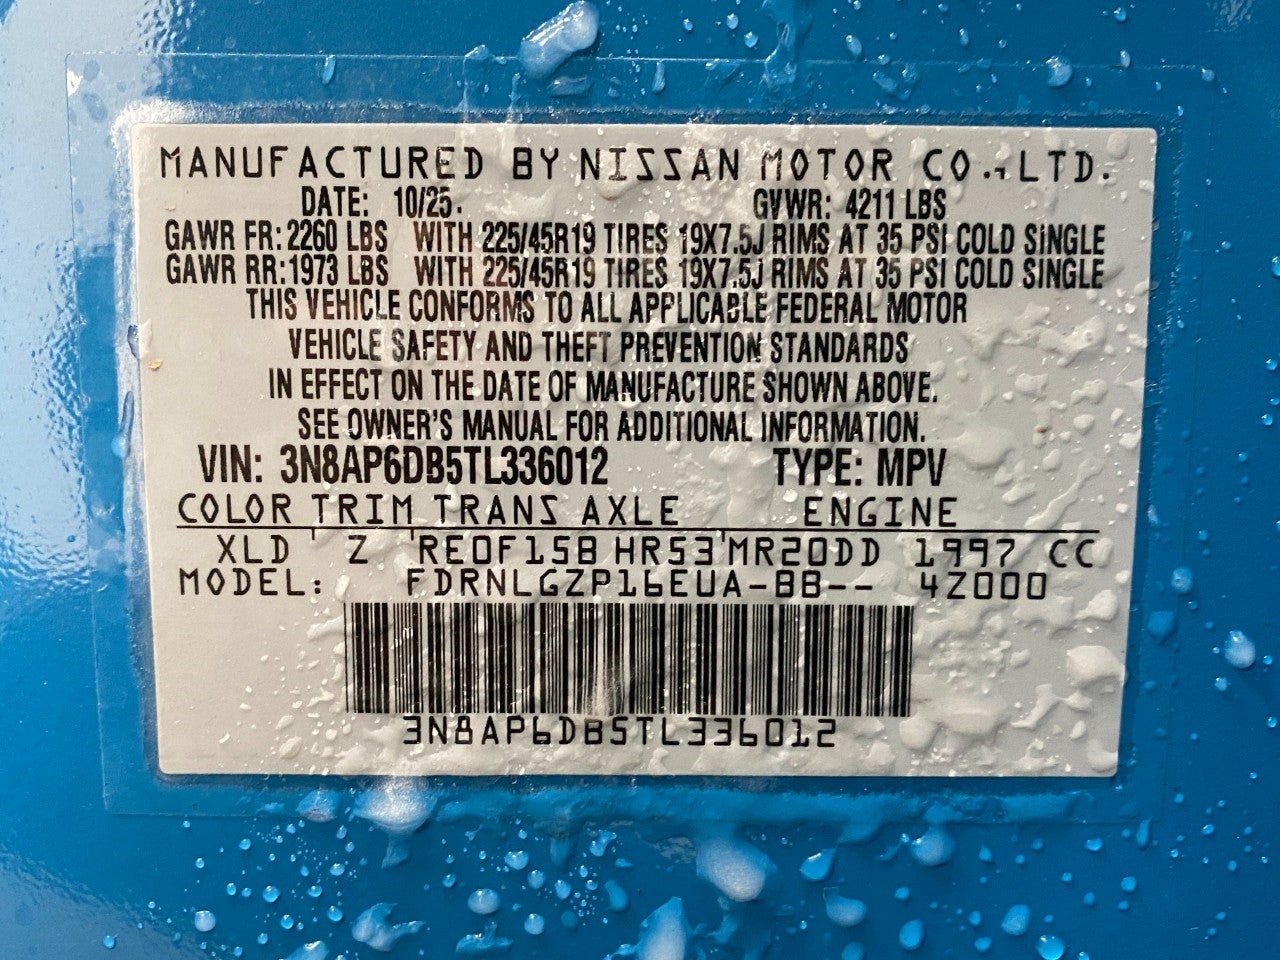 MANUFACTURED BY NISSAN MOTOR CO., LTD.
DATE: 10/25. GVWR: 4211 LBS
GAWR FR: 2260 LBS WITH 225/45R19 TIRES 19X7.5J RIMS AT 35 PSI COLD SINGLE
GAWR RR: 1973 LBS WITH 225/45R19 TIRES 19X7.5J RIMS AT 35 PSI COLD SINGLE
THIS VEHICLE CONFORMS TO ALL APPLICABLE FEDERAL MOTOR
VEHICLE SAFETY AND THEFT PREVENTION STANDARDS
IN EFFECT ON THE DATE OF MANUFACTURE SHOWN ABOVE.
SEE OWNER'S MANUAL FOR ADDITIONAL INFORMATION.
VIN: 3N8AP6DB5TL336012 TYPE: MPV
COLOR TRIM TRANS AXLE ENGINE
XLD ' Z 'RE0F15B HR53'MR20DD 1997 CC
MODEL: FDRNLGZP16EUA-BB-- 4Z000
3N8AP6DB5TL336012